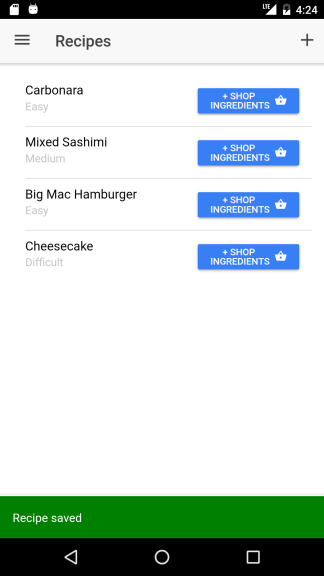 LTE 4:24
Recipes
Carbonara
Easy
+ SHOP
INGREDIENTS
Mixed Sashimi
Medium
+ SHOP
INGREDIENTS
Big Mac Hamburger
Easy
+ SHOP
INGREDIENTS
Cheesecake
Difficult
+ SHOP
INGREDIENTS
Recipe saved